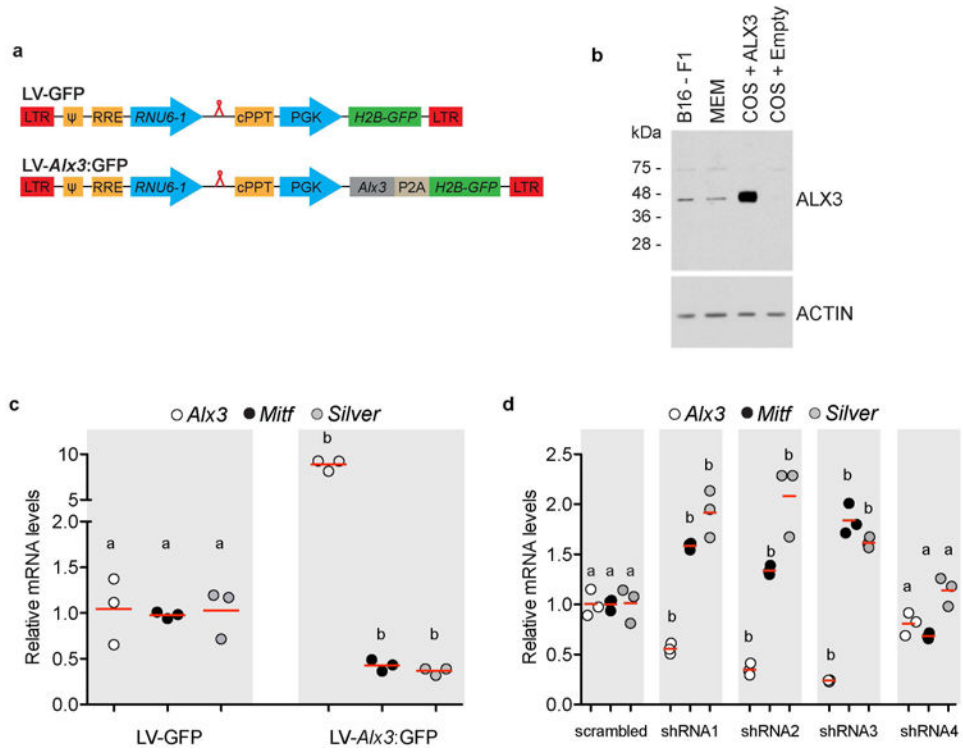 a
LV-GFP
LTR ψ RRE RNU6-1 cPPT PGK H2B-GFP LTR
LV-Alx3:GFP
LTR ψ RRE RNU6-1 cPPT PGK Alx3 P2A H2B-GFP LTR
b
B16 - F1
MEM
COS + ALX3
COS + Empty
kDa
75 -
48 -
36 -
28 -
ALX3
ACTIN
c
Alx3 Mitf Silver
Relative mRNA levels
10
5
2.0
1.5
1.0
0.5
0.0
a a a
b b b
LV-GFP LV-Alx3:GFP
d
Alx3 Mitf Silver
Relative mRNA levels
2.5
2.0
1.5
1.0
0.5
0.0
a a a
b b b
b b b
b b b
a a a
scrambled shRNA1 shRNA2 shRNA3 shRNA4